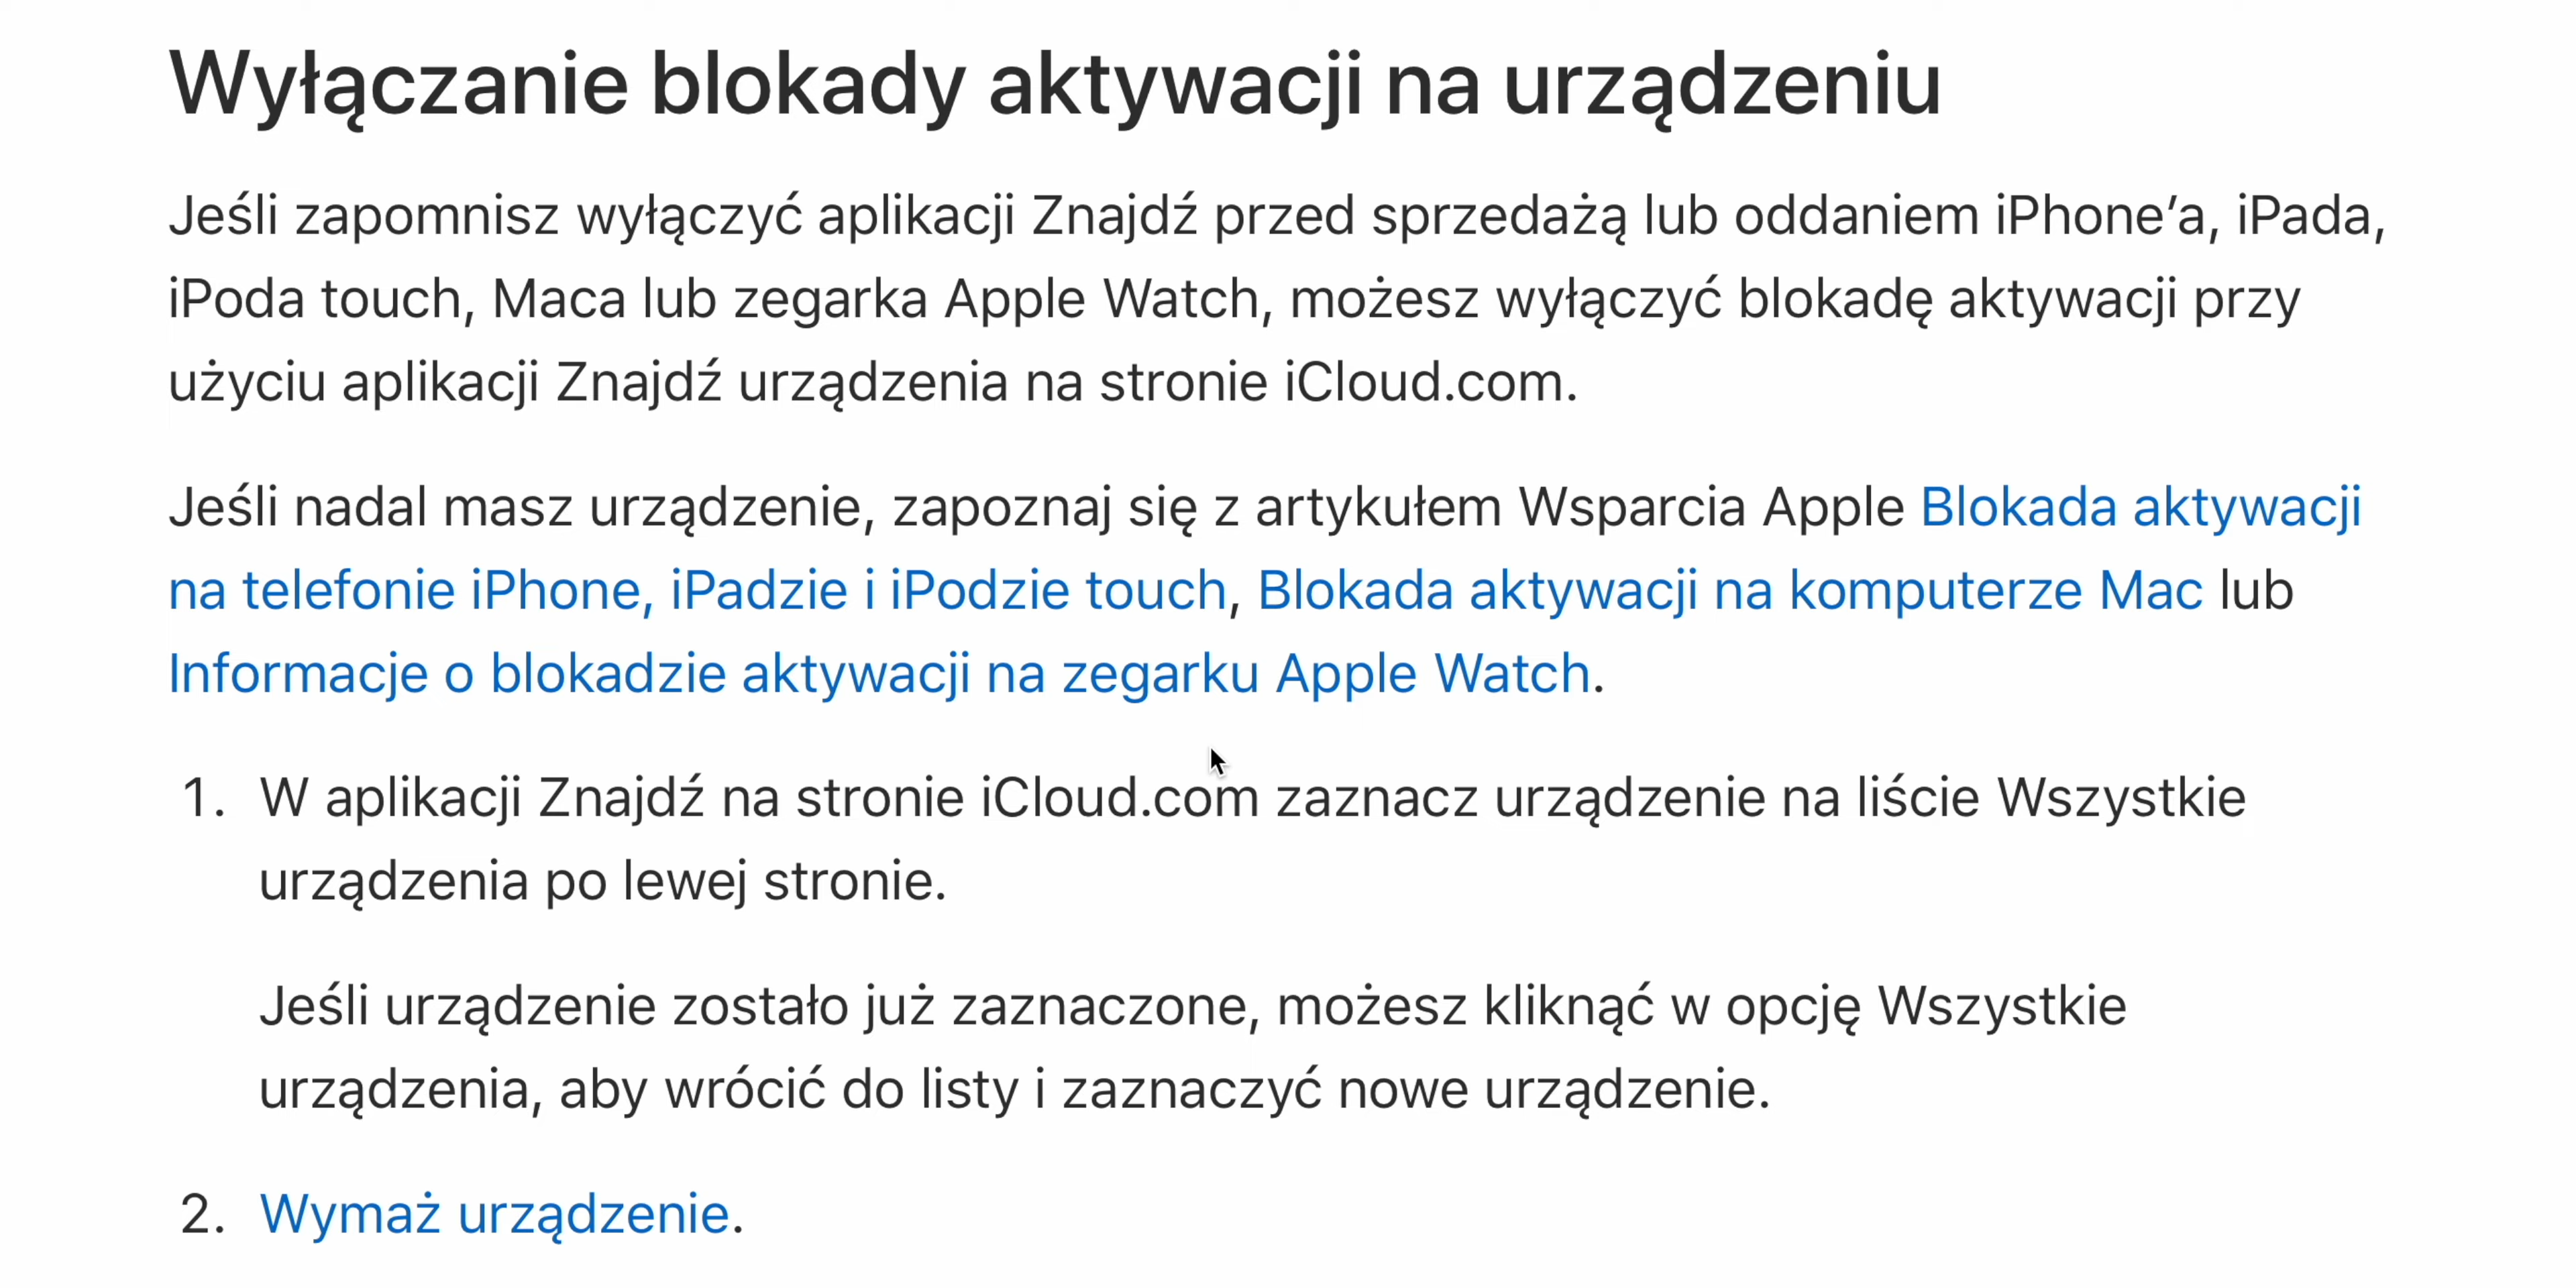 Wyłączanie blokady aktywacji na urządzeniu
Jeśli zapomnisz wyłączyć aplikacji Znajdź przed sprzedażą lub oddaniem iPhone’a, iPada,
iPoda touch, Maca lub zegarka Apple Watch, możesz wyłączyć blokadę aktywacji przy
użyciu aplikacji Znajdź urządzenia na stronie iCloud.com.
Jeśli nadal masz urządzenie, zapoznaj się z artykułem Wsparcia Apple Blokada aktywacji
na telefonie iPhone, iPadzie i iPodzie touch, Blokada aktywacji na komputerze Mac lub
Informacje o blokadzie aktywacji na zegarku Apple Watch.
1. W aplikacji Znajdź na stronie iCloud.com zaznacz urządzenie na liście Wszystkie
urządzenia po lewej stronie.
Jeśli urządzenie zostało już zaznaczone, możesz kliknąć w opcję Wszystkie
urządzenia, aby wrócić do listy i zaznaczyć nowe urządzenie.
2. Wymaż urządzenie.